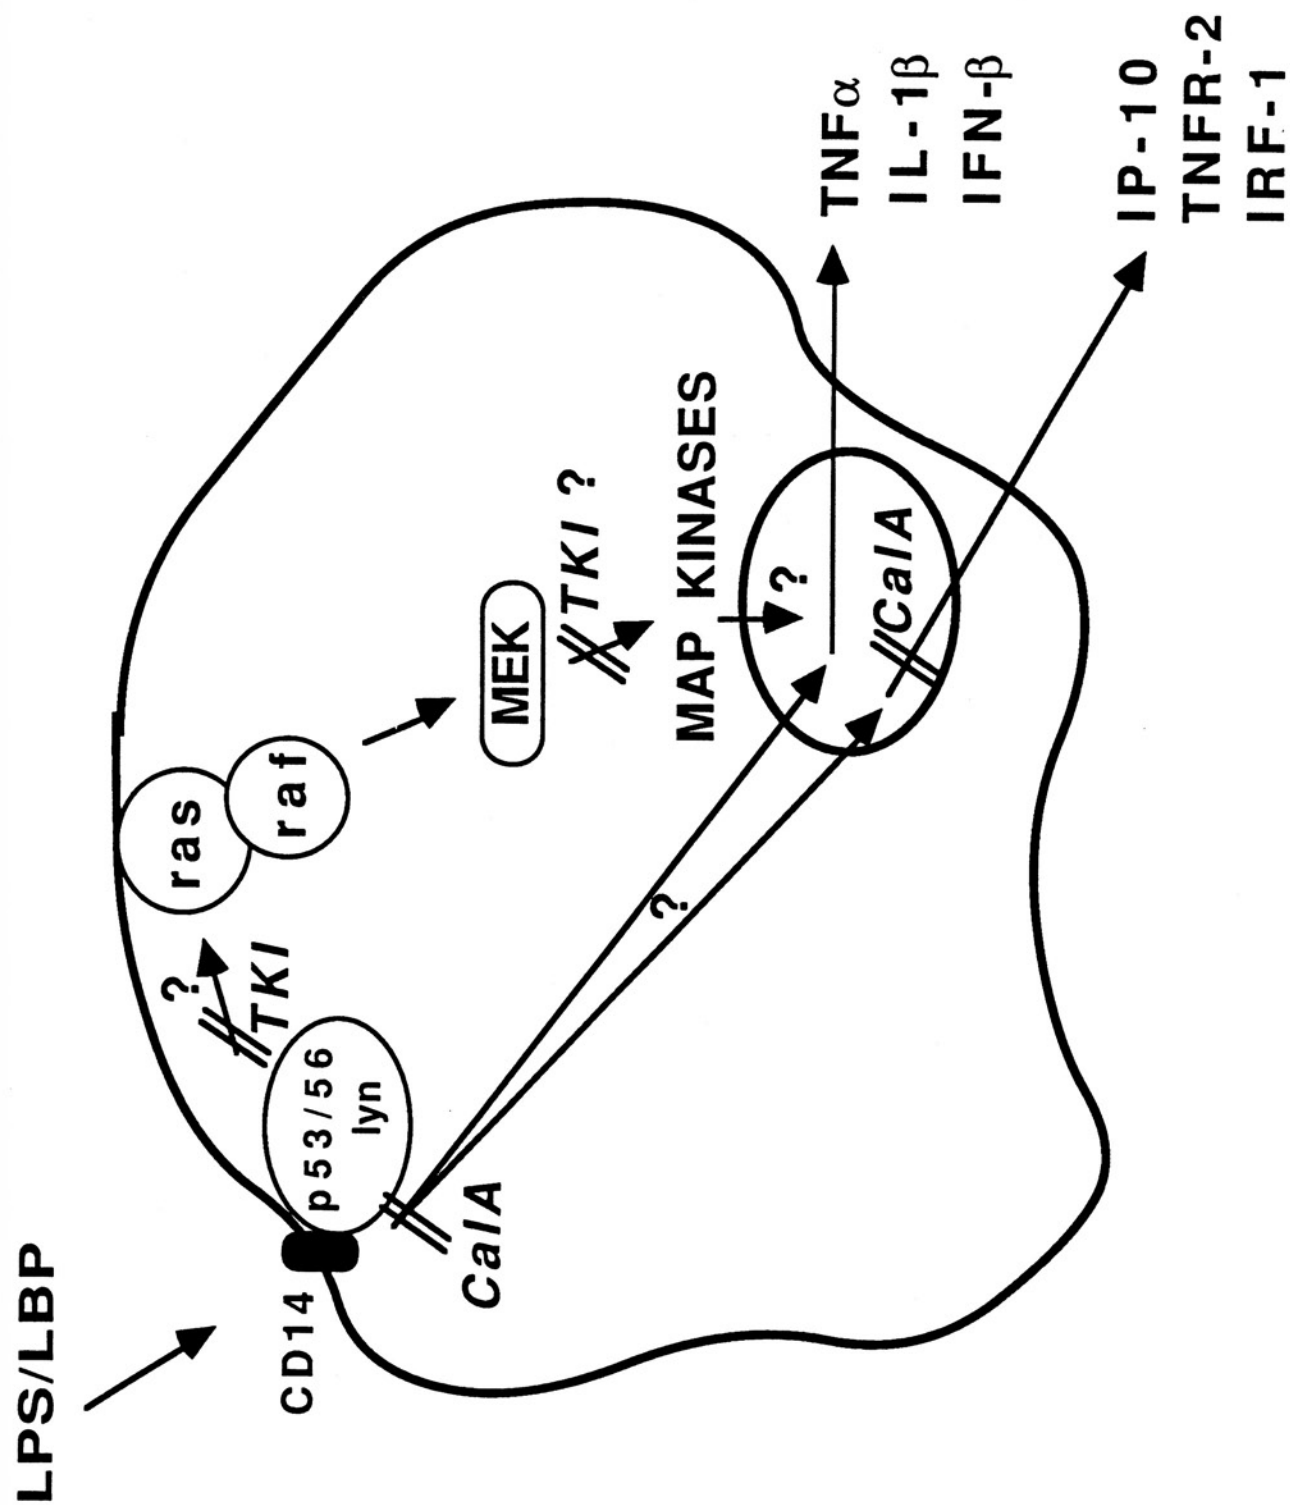 LPS/LBP
CD14
p53/56
lyn
?
TKI
ras
raf
MEK
TKI ?
MAP KINASES
?
CalA
?
CalA
TNFα
IL-1β
IFN-β
IP-10
TNFR-2
IRF-1